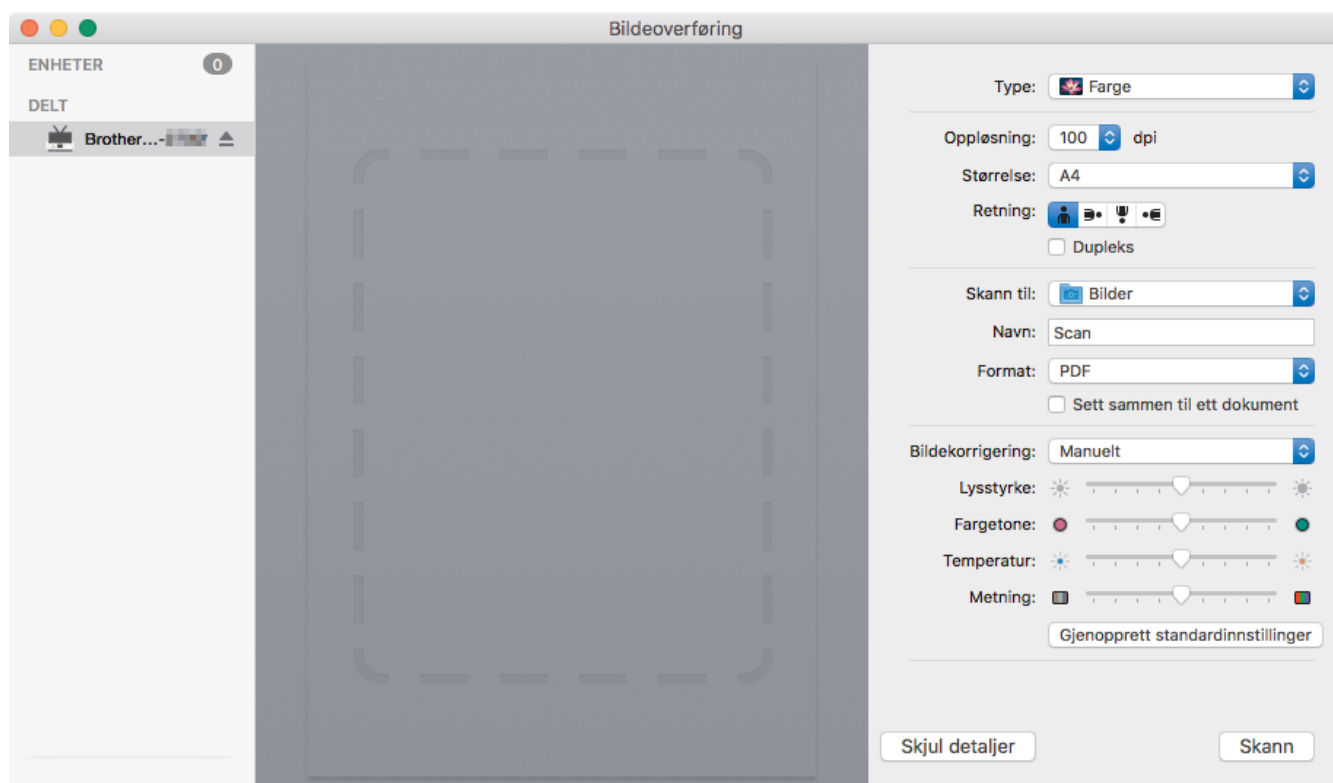 Bildeoverføring
ENHETER 0
DELT
Brother...-
Type: Farge
Oppløsning: 100 dpi
Størrelse: A4
Retning:
Dupleks
Skann til: Bilder
Navn: Scan
Format: PDF
Sett sammen til ett dokument
Bildekorrigering: Manuelt
Lysstyrke:
Fargetone:
Temperatur:
Metning:
Gjenopprett standardinnstillinger
Skjul detaljer Skann